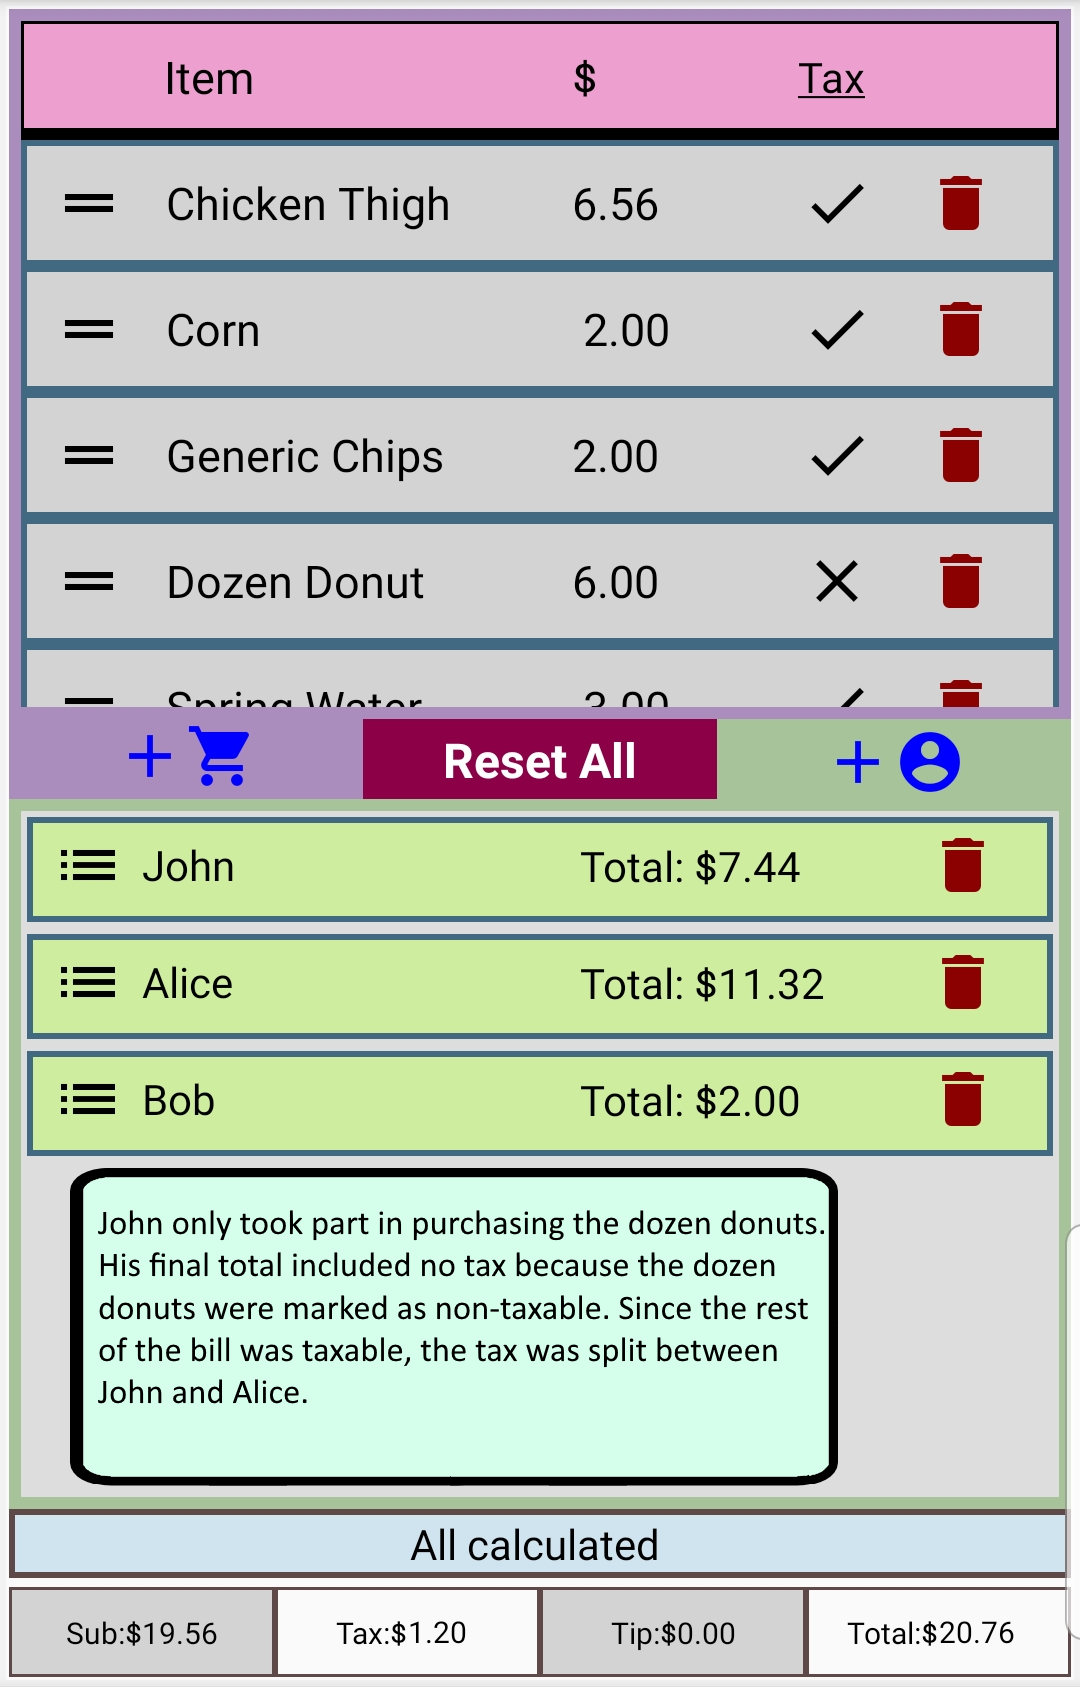 Item $ Tax
Chicken Thigh 6.56
Corn 2.00
Generic Chips 2.00
Dozen Donut 6.00
Spring Water 3.00
Reset All
John Total: $7.44
Alice Total: $11.32
Bob Total: $2.00
John only took part in purchasing the dozen donuts.
His final total included no tax because the dozen
donuts were marked as non-taxable. Since the rest
of the bill was taxable, the tax was split between
John and Alice.
All calculated
Sub:$19.56 Tax:$1.20 Tip:$0.00 Total:$20.76